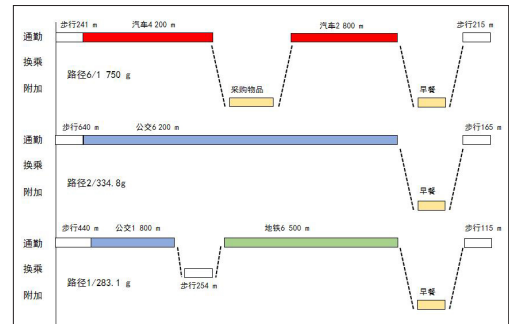 步行241 m 汽车4 200 m 汽车2 800 m 步行215 m
通勤
换乘
路径6/1 750 g
采购物品 早餐
附加
步行640 m 公交6 200 m 步行165 m
通勤
换乘
路径2/334.8g
早餐
附加
步行440 m 公交1 800 m 地铁6 500 m 步行115 m
通勤
换乘
路径1/283.1 g
步行254 m
早餐
附加